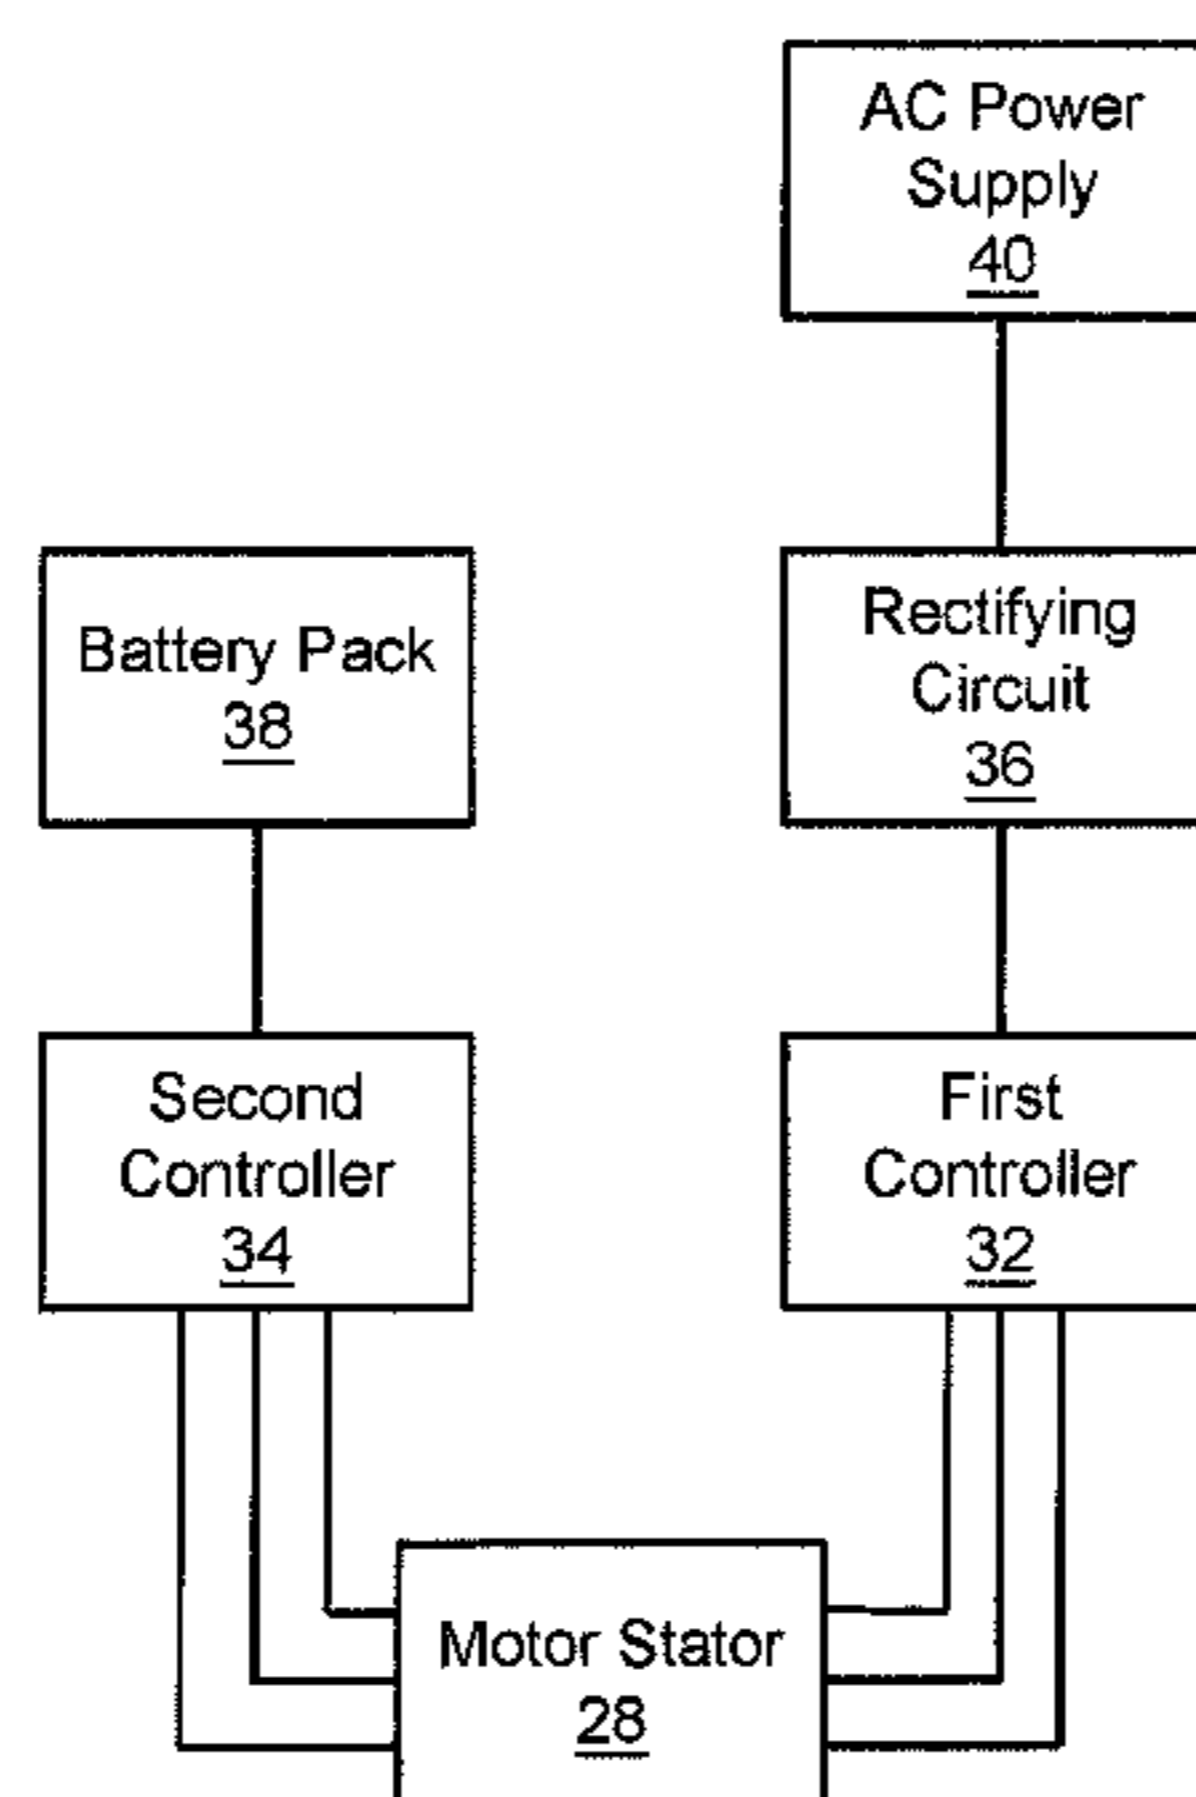 AC Power
Supply
40
Battery Pack
38
Rectifying
Circuit
36
Second
Controller
34
First
Controller
32
Motor Stator
28